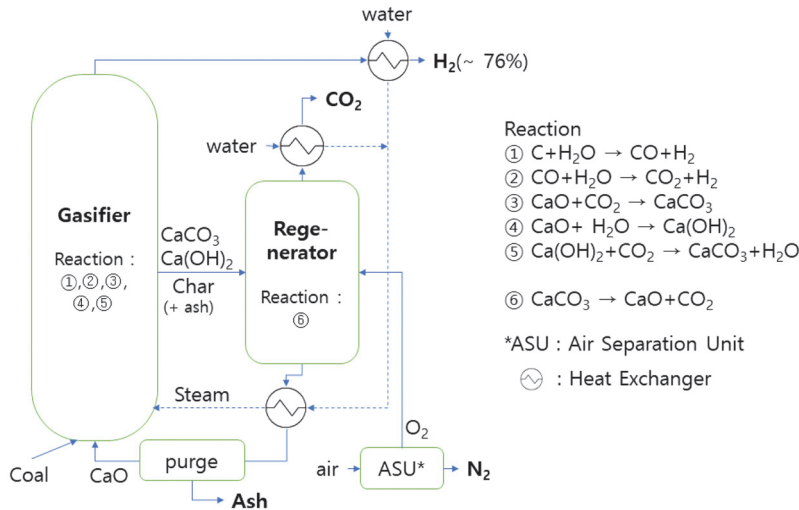 water
H₂(~ 76%)
CO₂
water
Gasifier
Reaction :
①,②,③,
④,⑤
CaCO₃
Ca(OH)₂
Char
(+ ash)
Rege-
nerator
Reaction :
⑥
Steam
O₂
Coal
CaO
purge
Ash
air
ASU*
N₂
Reaction
① C+H₂O → CO+H₂
② CO+H₂O → CO₂+H₂
③ CaO+CO₂ → CaCO₃
④ CaO+ H₂O → Ca(OH)₂
⑤ Ca(OH)₂+CO₂ → CaCO₃+H₂O
⑥ CaCO₃ → CaO+CO₂
*ASU : Air Separation Unit
: Heat Exchanger